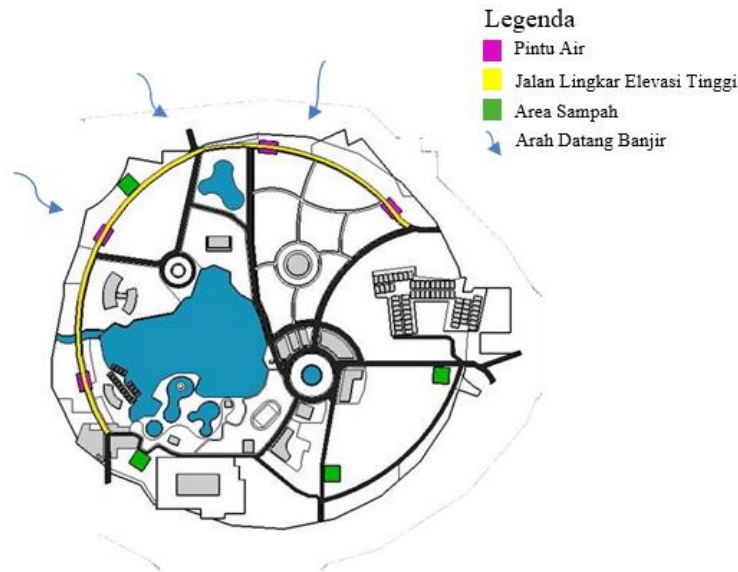 Legenda
Pintu Air
Jalan Lingkar Elevasi Tinggi
Area Sampah
Arah Datang Banjir